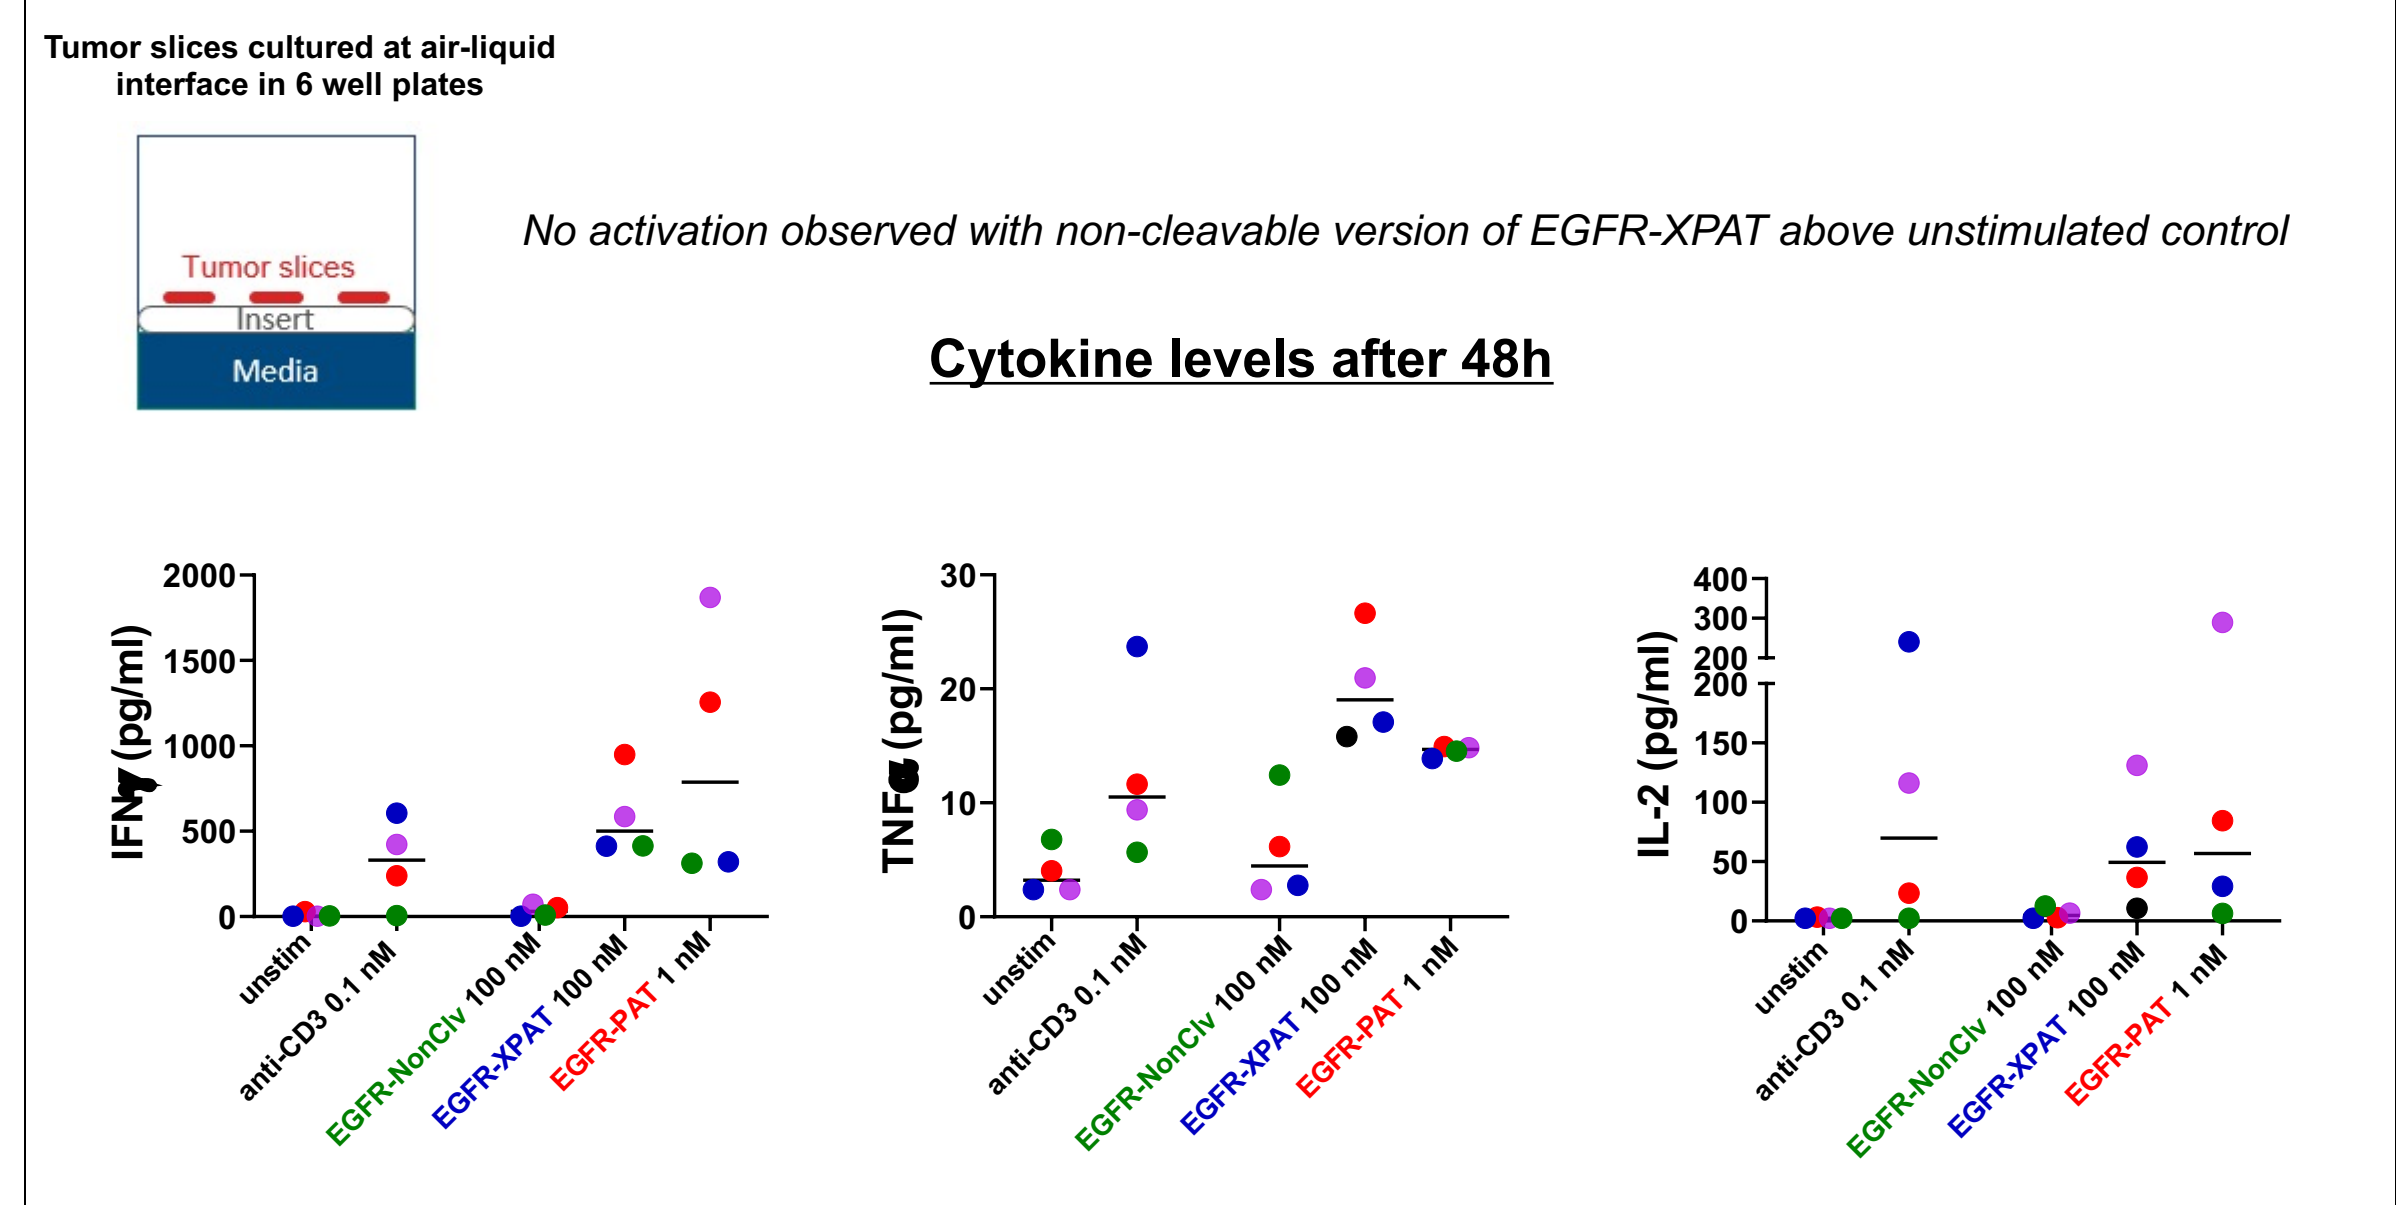 Tumor slices cultured at air-liquid
interface in 6 well plates
Tumor slices
Insert
Media
No activation observed with non-cleavable version of EGFR-XPAT above unstimulated control
Cytokine levels after 48h
IFNγ (pg/ml)
2000
1500
1000
500
0
unstim
anti-CD3 0.1 nM
EGFR-NonClv 100 nM
EGFR-XPAT 100 nM
EGFR-PAT 1 nM
TNFα (pg/ml)
30
20
10
0
unstim
anti-CD3 0.1 nM
EGFR-NonClv 100 nM
EGFR-XPAT 100 nM
EGFR-PAT 1 nM
IL-2 (pg/ml)
400
300
200
200
150
100
50
0
unstim
anti-CD3 0.1 nM
EGFR-NonClv 100 nM
EGFR-XPAT 100 nM
EGFR-PAT 1 nM